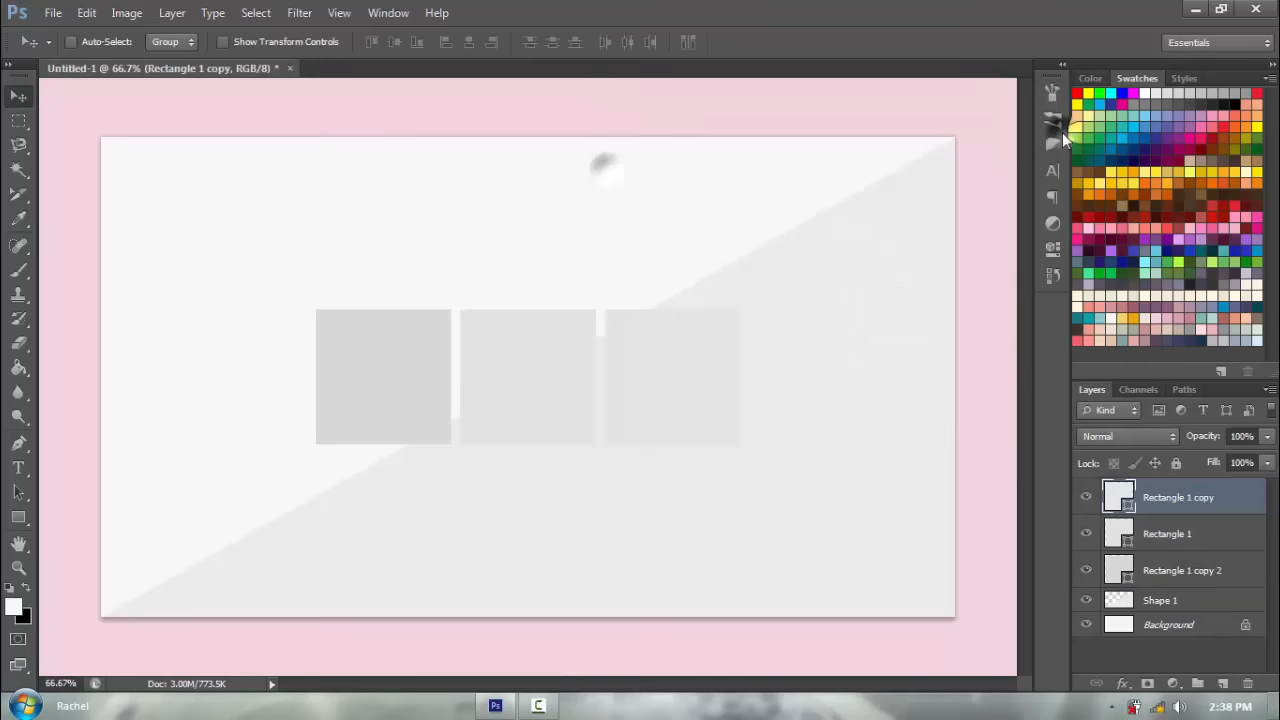 Ps File Edit Image Layer Type Select Filter View Window Help
Auto-Select: Group Show Transform Controls Essentials
Untitled-1 @ 66.7% (Rectangle 1 copy, RGB/8) * ×
Color Swatches Styles
Layers Channels Paths
Kind
Normal Opacity: 100%
Lock: Fill: 100%
Rectangle 1 copy
Rectangle 1
Rectangle 1 copy 2
Shape 1
Background
66.67% Doc: 3.00M/773.5K
fx
Rachel Ps C 2:38 PM